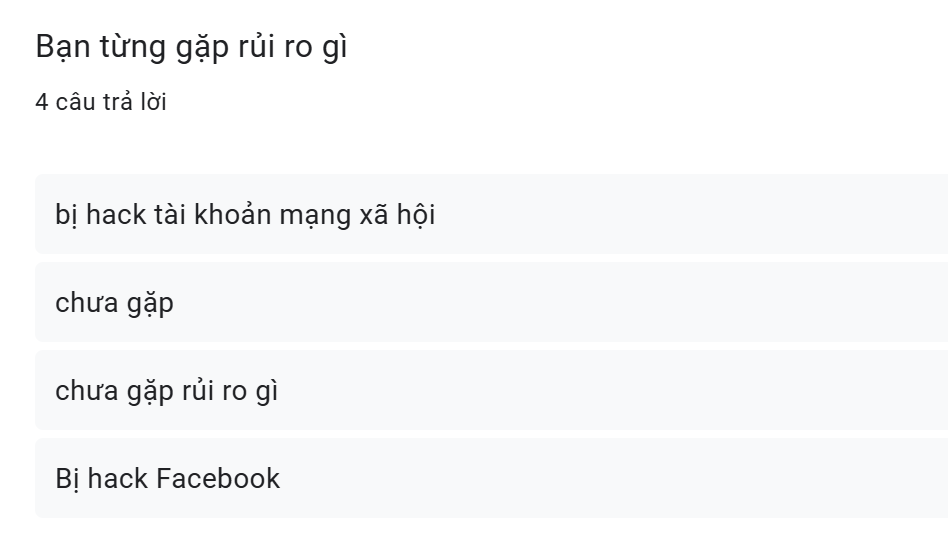 Bạn từng gặp rủi ro gì
4 câu trả lời
bị hack tài khoản mạng xã hội
chưa gặp
chưa gặp rủi ro gì
Bị hack Facebook